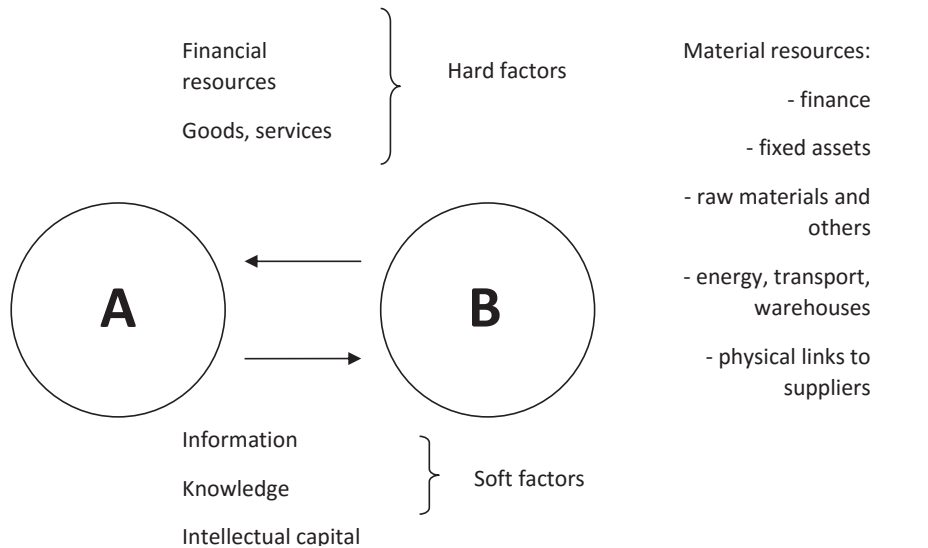 Financial
resources
Goods, services
Hard factors
A
B
Information
Knowledge
Intellectual capital
Soft factors
Material resources:
- finance
- fixed assets
- raw materials and
others
- energy, transport,
warehouses
- physical links to
suppliers